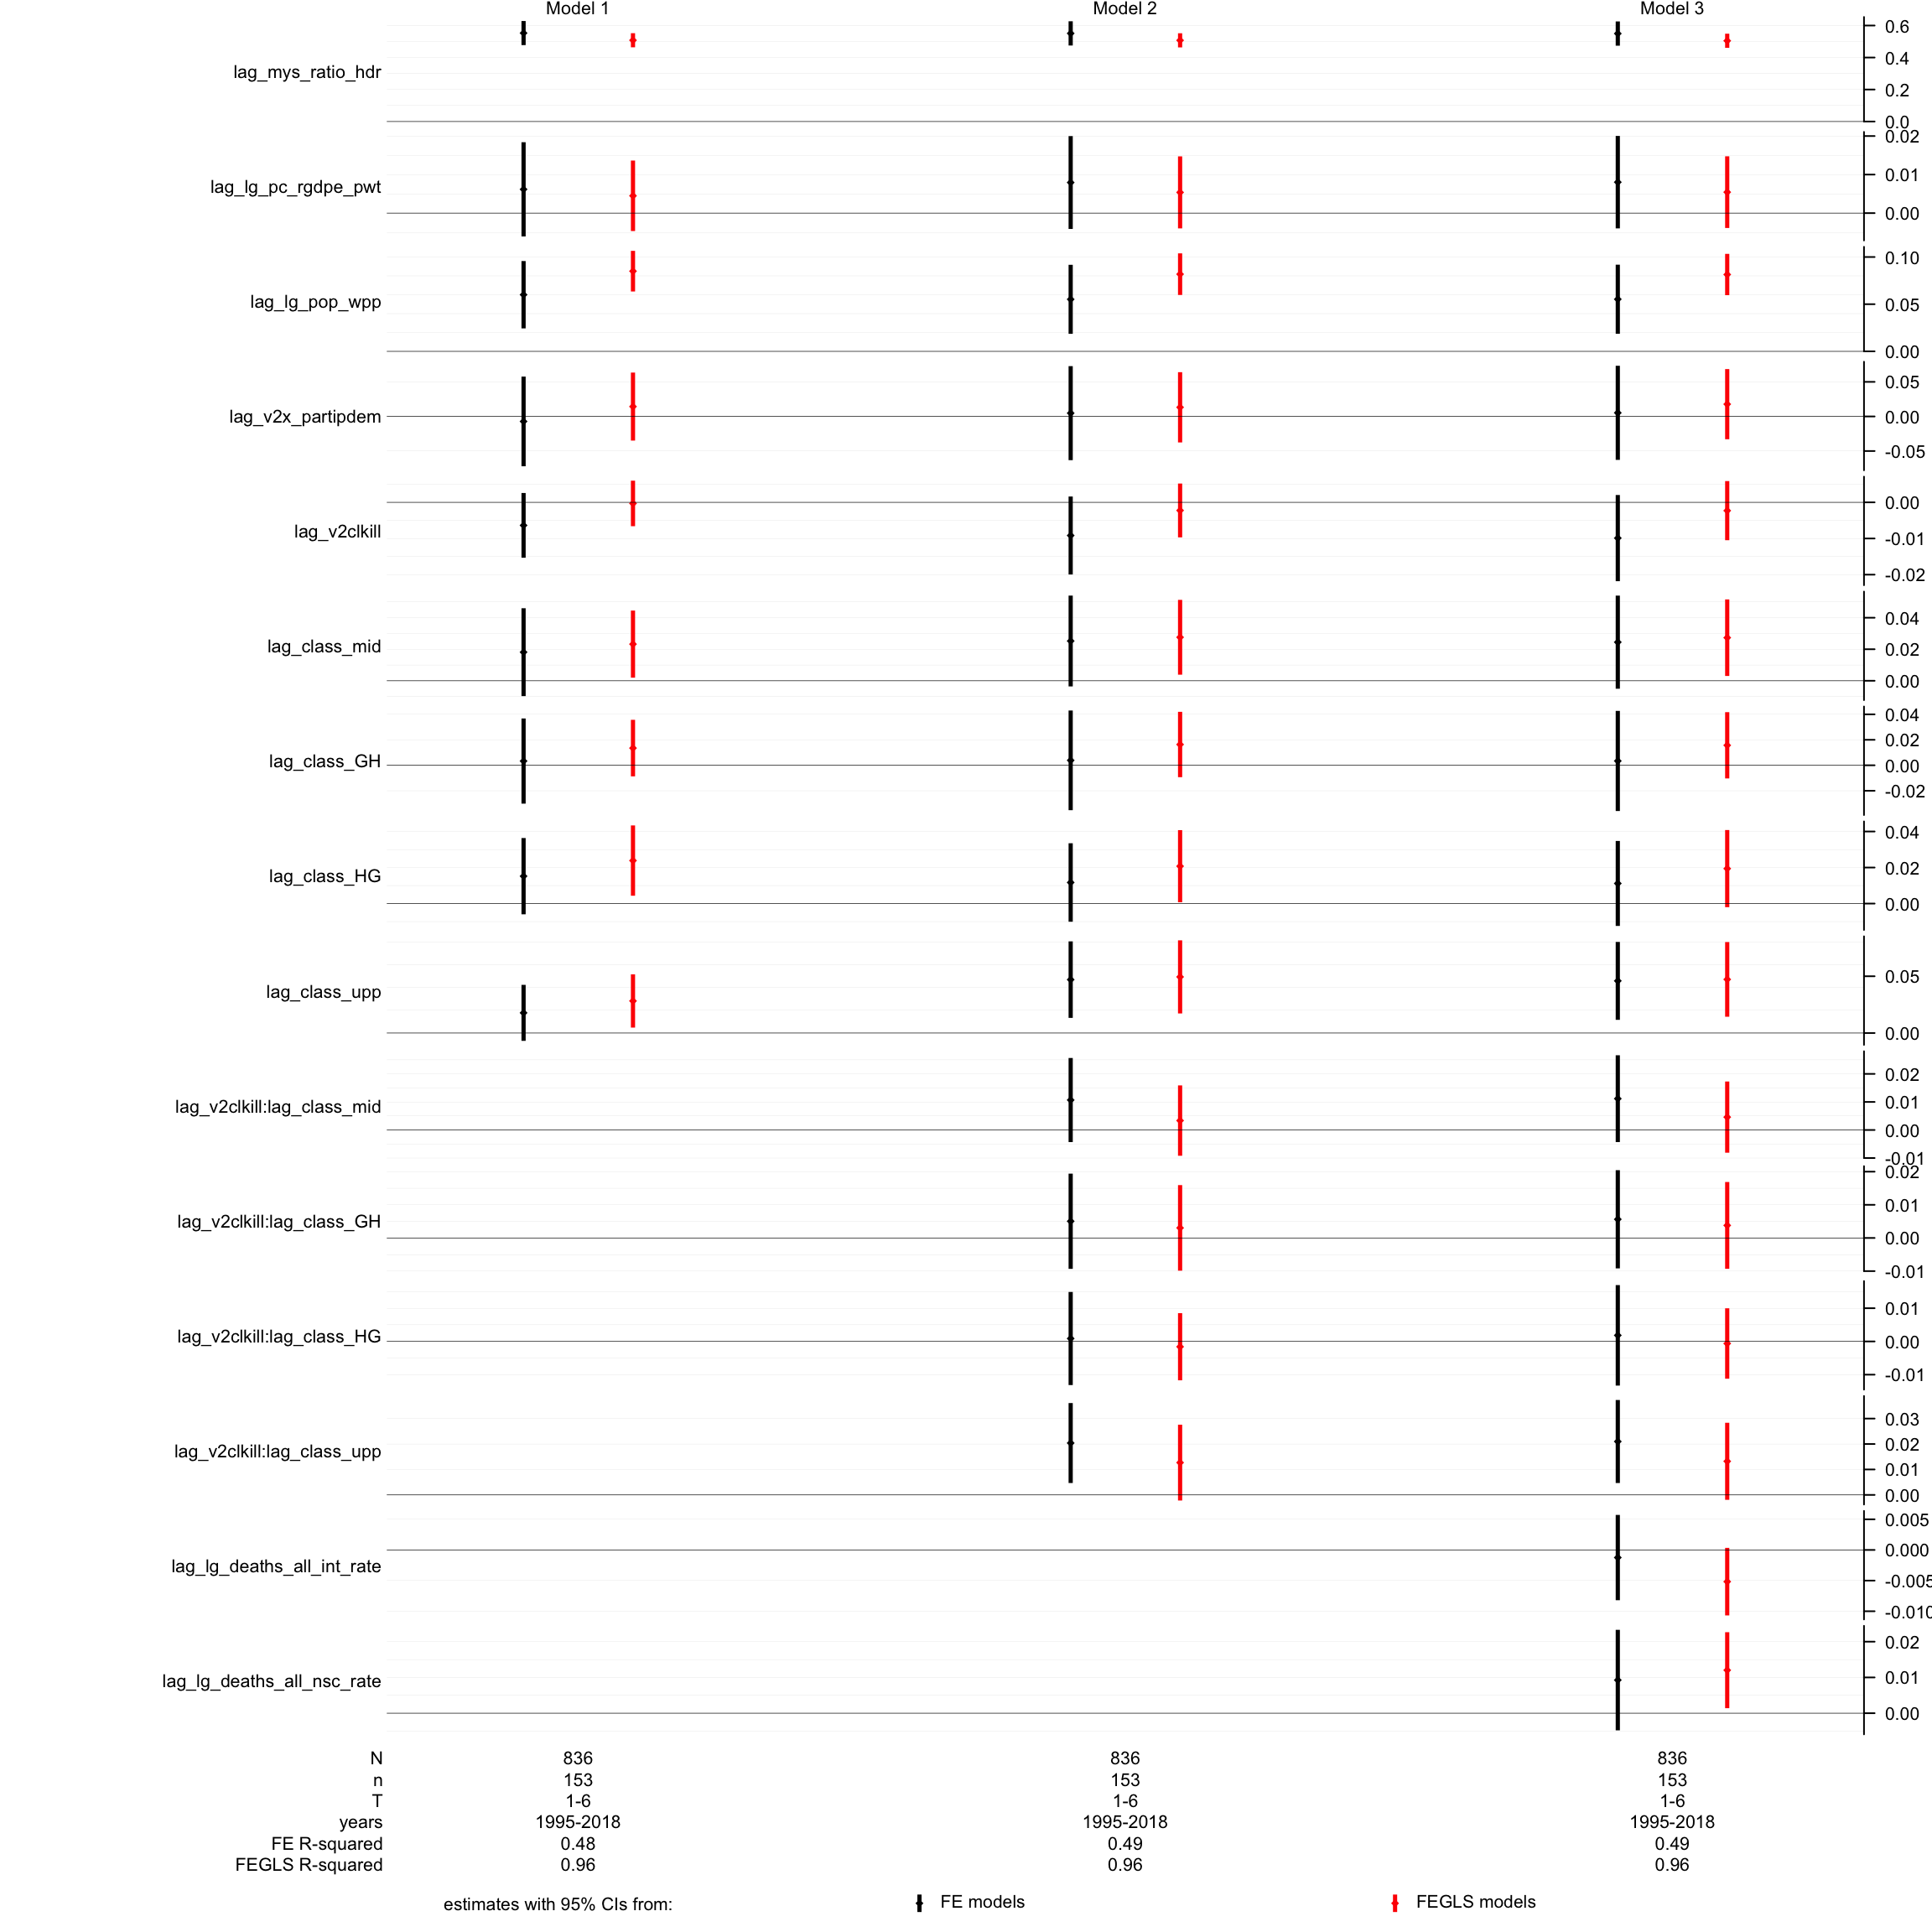 Model 1 Model 2 Model 3
lag_mys_ratio_hdr
0.6
0.4
0.2
0.0
lag_lg_pc_rgdpe_pwt
0.02
0.01
0.00
lag_lg_pop_wpp
0.10
0.05
0.00
lag_v2x_partipdem
0.05
0.00
-0.05
lag_v2clkill
0.00
-0.01
-0.02
lag_class_mid
0.04
0.02
0.00
lag_class_GH
0.04
0.02
0.00
-0.02
lag_class_HG
0.04
0.02
0.00
lag_class_upp
0.05
0.00
lag_v2clkill:lag_class_mid
0.02
0.01
0.00
-0.01
lag_v2clkill:lag_class_GH
0.02
0.01
0.00
-0.01
lag_v2clkill:lag_class_HG
0.01
0.00
-0.01
lag_v2clkill:lag_class_upp
0.03
0.02
0.01
0.00
lag_lg_deaths_all_int_rate
0.005
0.000
-0.005
-0.010
lag_lg_deaths_all_nsc_rate
0.02
0.01
0.00
N 836 836 836
n 153 153 153
T 1-6 1-6 1-6
years 1995-2018 1995-2018 1995-2018
FE R-squared 0.48 0.49 0.49
FEGLS R-squared 0.96 0.96 0.96
estimates with 95% CIs from: FE models FEGLS models